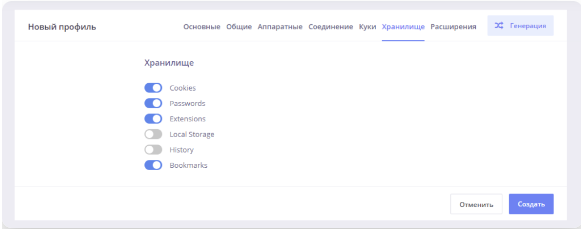 Новый профиль Основные Общие Аппаратные Соединение Куки Хранилище Расширения Генерация
Хранилище
Cookies
Passwords
Extensions
Local Storage
History
Bookmarks
Отменить Создать